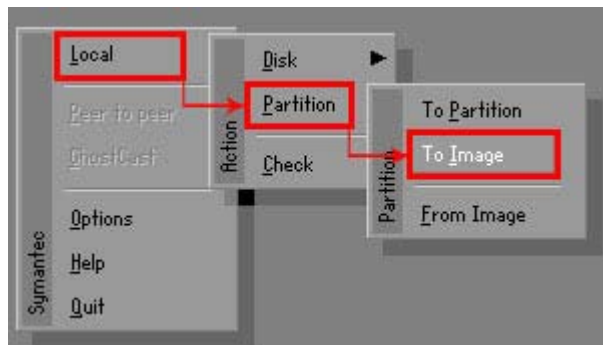 Local
Peer to peer
GhostCast
Options
Help
Quit
Symantec
Disk
Partition
Check
Action
To Partition
To Image
From Image
Partition